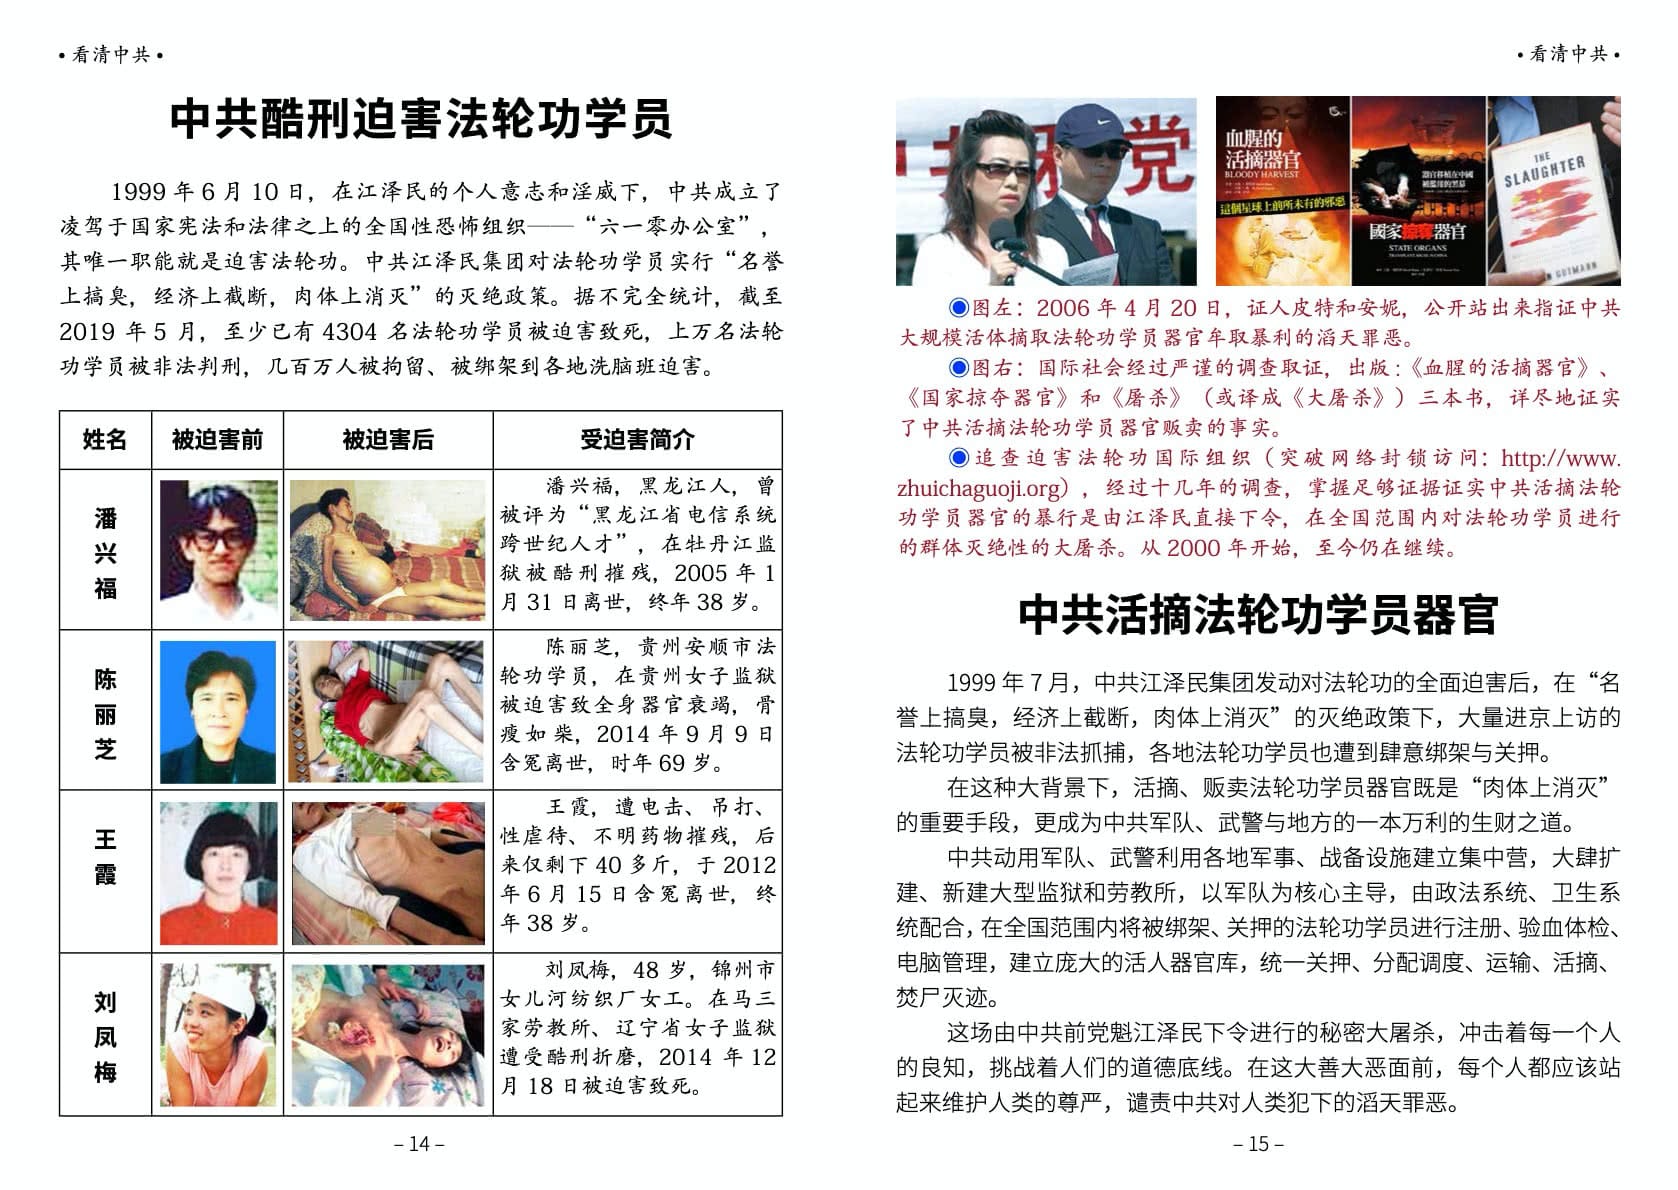 • 看清中共 •
中共酷刑迫害法轮功学员
1999 年 6 月 10 日，在江泽民的个人意志和淫威下，中共成立了
凌驾于国家宪法和法律之上的全国性恐怖组织——“六一零办公室”，
其唯一职能就是迫害法轮功。中共江泽民集团对法轮功学员实行“名誉
上搞臭，经济上截断，肉体上消灭”的灭绝政策。据不完全统计，截至
2019 年 5 月，至少已有 4304 名法轮功学员被迫害致死，上万名法轮
功学员被非法判刑，几百万人被拘留、被绑架到各地洗脑班迫害。
姓名 被迫害前 被迫害后 受迫害简介
潘兴福
潘兴福，黑龙江人，曾
被评为“黑龙江省电信系统
跨世纪人才”，在牡丹江监
狱被酷刑摧残，2005 年 1
月 31 日离世，终年 38 岁。
陈丽芝
陈丽芝，贵州安顺市法
轮功学员，在贵州女子监狱
被迫害致全身器官衰竭，骨
瘦如柴，2014 年 9 月 9 日
含冤离世，时年 69 岁。
王霞
王霞，遭电击、吊打、
性虐待、不明药物摧残，后
来仅剩下 40 多斤，于 2012
年 6 月 15 日含冤离世，终
年 38 岁。
刘凤梅
刘凤梅，48 岁，锦州市
女儿河纺织厂女工。在马三
家劳教所、辽宁省女子监狱
遭受酷刑折磨，2014 年 12
月 18 日被迫害致死。
– 14 –
• 看清中共 •
中共邪党
血腥的
活摘器官
BLOODY HARVEST
這個星球上前所未有的邪惡
器官移植在中國
被濫用的黑幕
國家掠奪器官
STATE ORGANS
TRANSPLANT ABUSE IN CHINA
THE
SLAUGHTER
GUTMANN
◉图左：2006 年 4 月 20 日，证人皮特和安妮，公开站出来指证中共
大规模活体摘取法轮功学员器官牟取暴利的滔天罪恶。
◉图右：国际社会经过严谨的调查取证，出版 :《血腥的活摘器官》、
《国家掠夺器官》和《屠杀》（或译成《大屠杀》）三本书，详尽地证实
了中共活摘法轮功学员器官贩卖的事实。
◉追查迫害法轮功国际组织（突破网络封锁访问：http://www.
zhuichaguoji.org），经过十几年的调查，掌握足够证据证实中共活摘法轮
功学员器官的暴行是由江泽民直接下令，在全国范围内对法轮功学员进行
的群体灭绝性的大屠杀。从 2000 年开始，至今仍在继续。
中共活摘法轮功学员器官
1999 年 7 月，中共江泽民集团发动对法轮功的全面迫害后，在“名
誉上搞臭，经济上截断，肉体上消灭”的灭绝政策下，大量进京上访的
法轮功学员被非法抓捕，各地法轮功学员也遭到肆意绑架与关押。
在这种大背景下，活摘、贩卖法轮功学员器官既是“肉体上消灭”
的重要手段，更成为中共军队、武警与地方的一本万利的生财之道。
中共动用军队、武警利用各地军事、战备设施建立集中营，大肆扩
建、新建大型监狱和劳教所，以军队为核心主导，由政法系统、卫生系
统配合，在全国范围内将被绑架、关押的法轮功学员进行注册、验血体检、
电脑管理，建立庞大的活人器官库，统一关押、分配调度、运输、活摘、
焚尸灭迹。
这场由中共前党魁江泽民下令进行的秘密大屠杀，冲击着每一个人
的良知，挑战着人们的道德底线。在这大善大恶面前，每个人都应该站
起来维护人类的尊严，谴责中共对人类犯下的滔天罪恶。
– 15 –